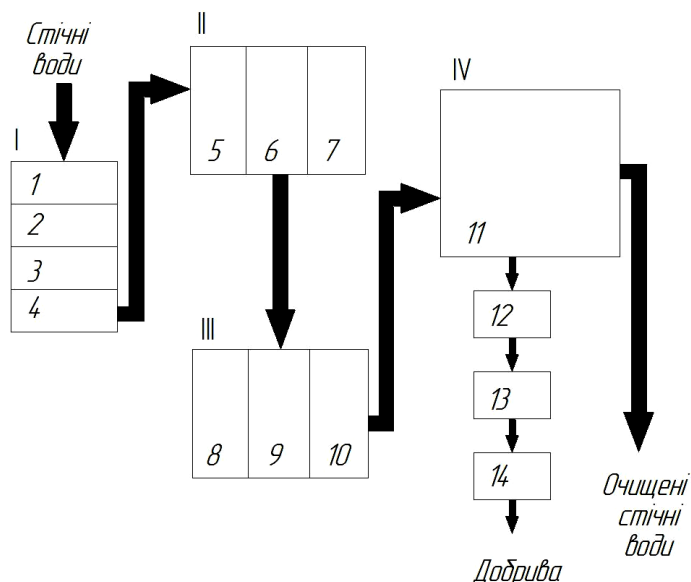 Стічні
води
I
1
2
3
4
II
5 6 7
III
8 9 10
IV
11
12
13
14
Добрива
Очищені
стічні
води